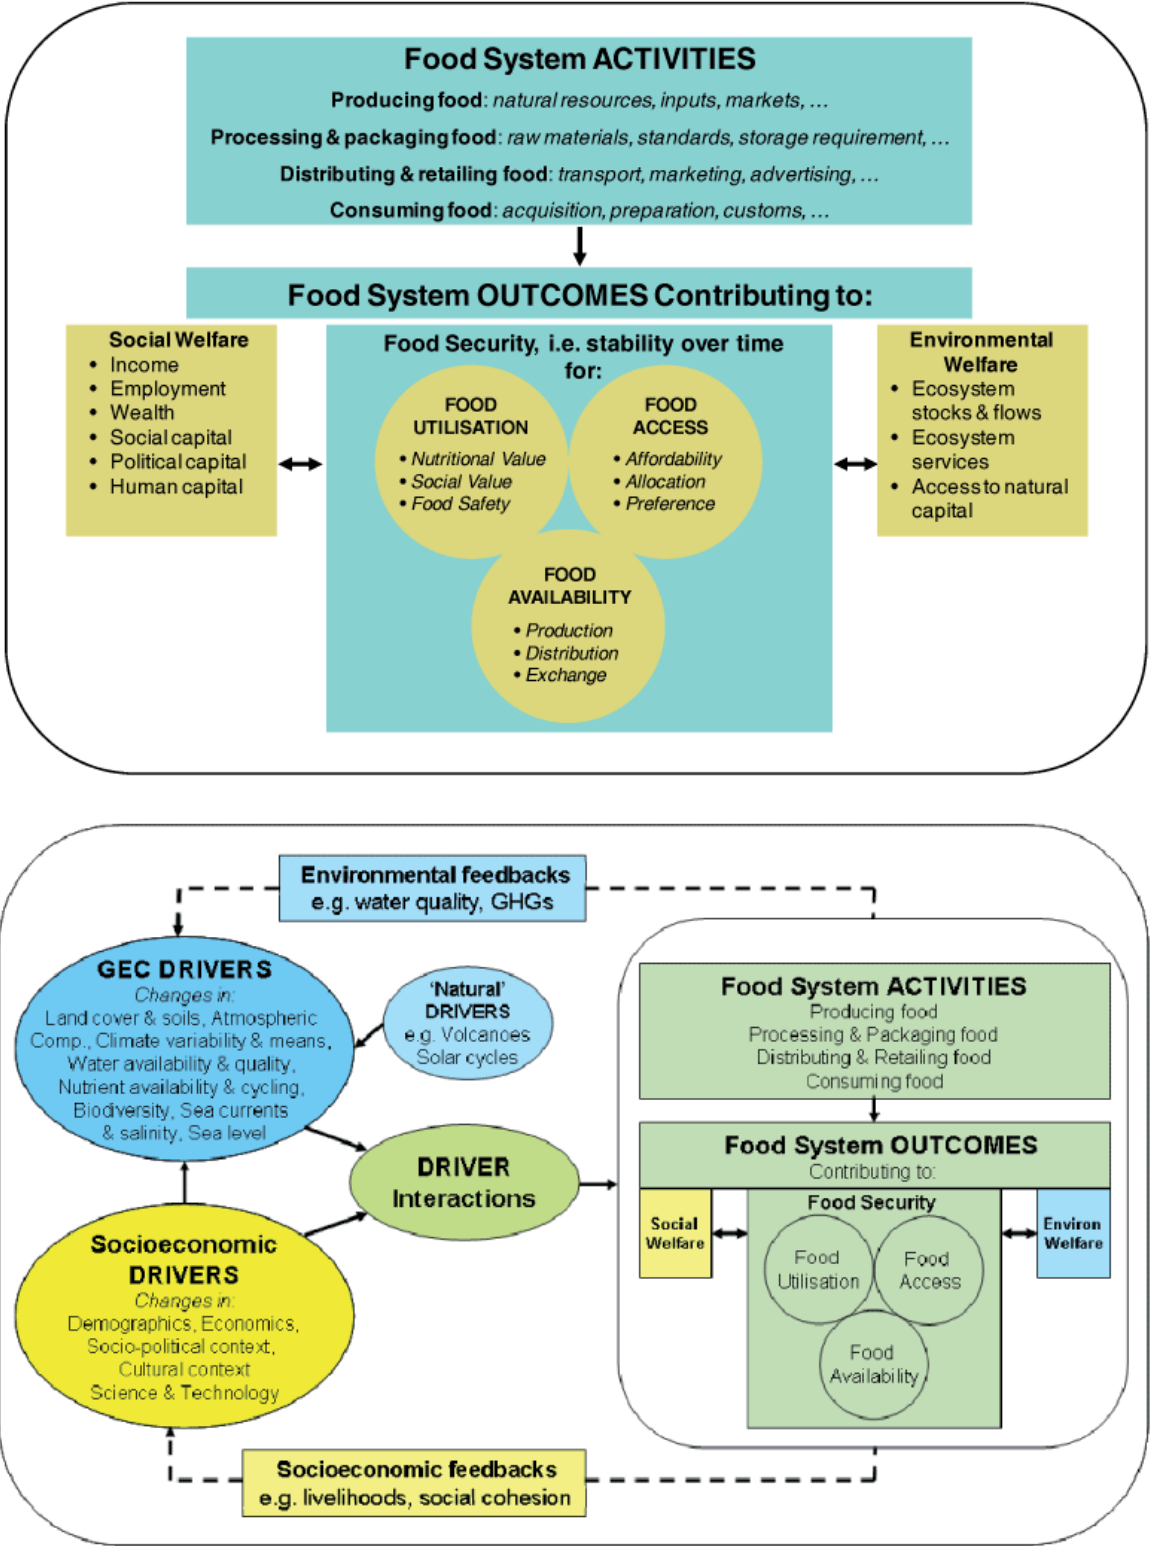 Food System ACTIVITIES
Producing food: natural resources, inputs, markets, …
Processing & packaging food: raw materials, standards, storage requirement, …
Distributing & retailing food: transport, marketing, advertising, …
Consuming food: acquisition, preparation, customs, …
Food System OUTCOMES Contributing to:
Social Welfare
• Income
• Employment
• Wealth
• Social capital
• Political capital
• Human capital
Food Security, i.e. stability over time
for:
FOOD
UTILISATION
• Nutritional Value
• Social Value
• Food Safety
FOOD
ACCESS
• Affordability
• Allocation
• Preference
FOOD
AVAILABILITY
• Production
• Distribution
• Exchange
Environmental
Welfare
• Ecosystem
stocks & flows
• Ecosystem
services
• Access to natural
capital
Environmental feedbacks
e.g. water quality, GHGs
GEC DRIVERS
Changes in:
Land cover & soils, Atmospheric
Comp., Climate variability & means,
Water availability & quality,
Nutrient availability & cycling,
Biodiversity, Sea currents
& salinity, Sea level
'Natural'
DRIVERS
e.g. Volcanoes
Solar cycles
DRIVER
Interactions
Socioeconomic
DRIVERS
Changes in:
Demographics, Economics,
Socio-political context,
Cultural context
Science & Technology
Food System ACTIVITIES
Producing food
Processing & Packaging food
Distributing & Retailing food
Consuming food
Food System OUTCOMES
Contributing to:
Social
Welfare
Food Security
Food
Utilisation
Food
Access
Food
Availability
Environ
Welfare
Socioeconomic feedbacks
e.g. livelihoods, social cohesion